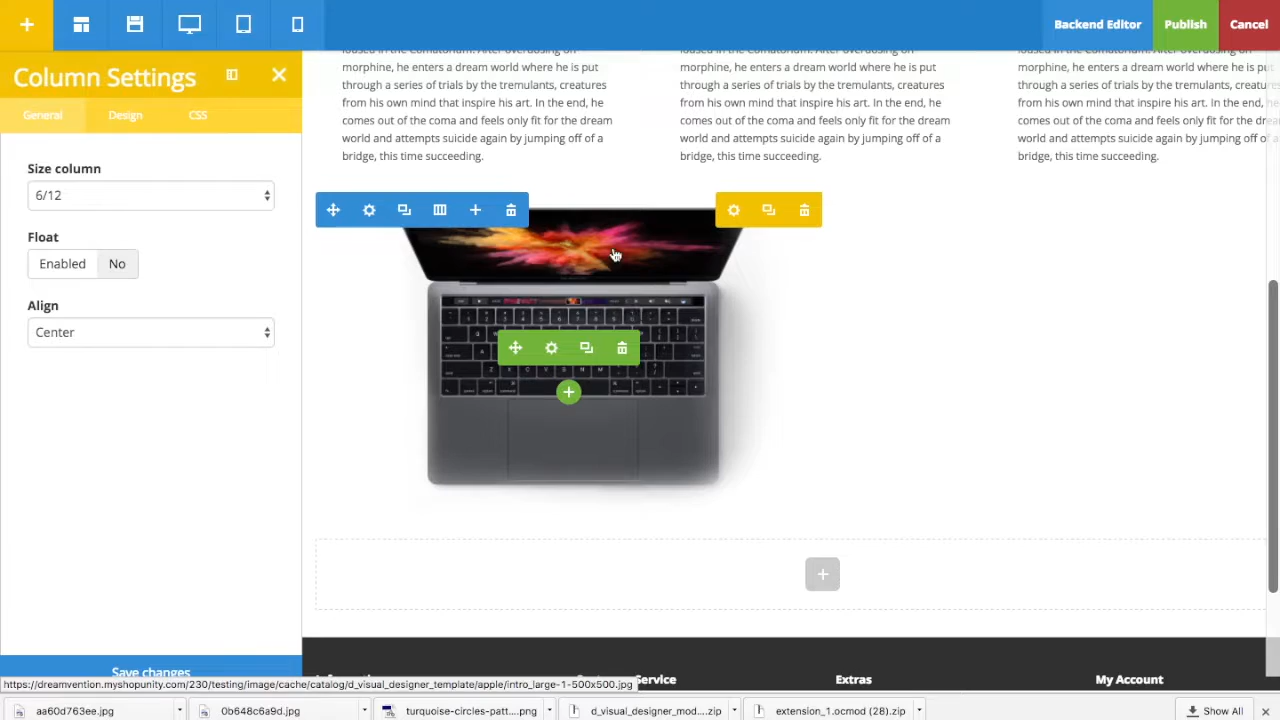 Backend Editor
Publish
Cancel
Column Settings
General
Design
CSS
Size column
6/12
Float
Enabled
No
Align
Center
Save changes
morphine, he enters a dream world where he is put
through a series of trials by the tremulants, creatures
from his own mind that inspire his art. In the end, he
comes out of the coma and feels only fit for the dream
world and attempts suicide again by jumping off of a
bridge, this time succeeding.
morphine, he enters a dream world where he is put
through a series of trials by the tremulants, creatures
from his own mind that inspire his art. In the end, he
comes out of the coma and feels only fit for the dream
world and attempts suicide again by jumping off of a
bridge, this time succeeding.
morphine, he enters a dream world where he is put
through a series of trials by the tremulants, creatu
from his own mind that inspire his art. In the end,
comes out of the coma and feels only fit for the
world and attempts suicide again by jumping off of
bridge, this time succeeding.
Service
Extras
My Account
https://dreamvention.myshopunity.com/230/testing/image/cache/catalog/d_visual_designer_template/apple/intro_large-1-500x500.jpg
aa60d763ee.jpg
0b648c6a9d.jpg
turquoise-circles-patt....png
d_visual_designer_mod....zip
extension_1.ocmod (28).zip
Show All